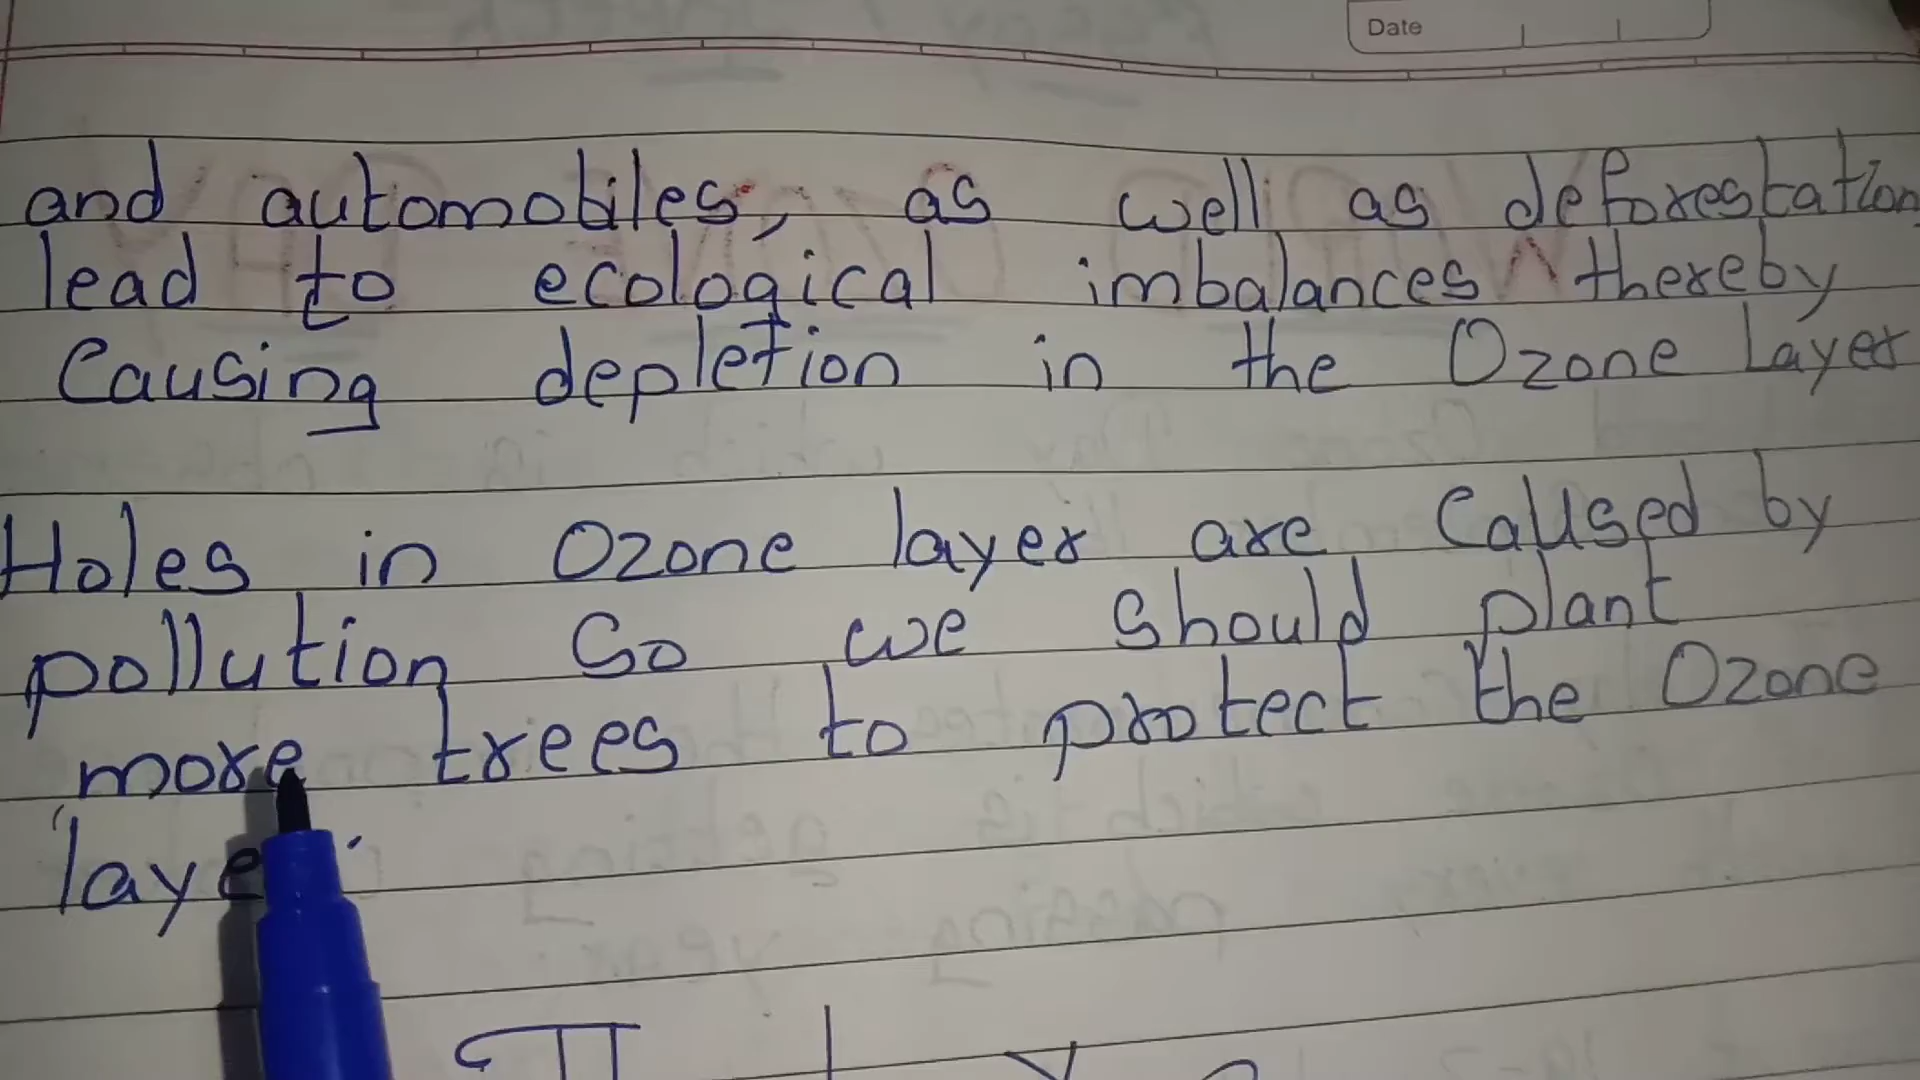 Date
and automobiles, as well as deforestation
lead to ecological imbalances thereby
Causing depletion in the Ozone Layer
Holes in Ozone layer are Caused by
pollution So we should plant
more trees to protect the Ozone